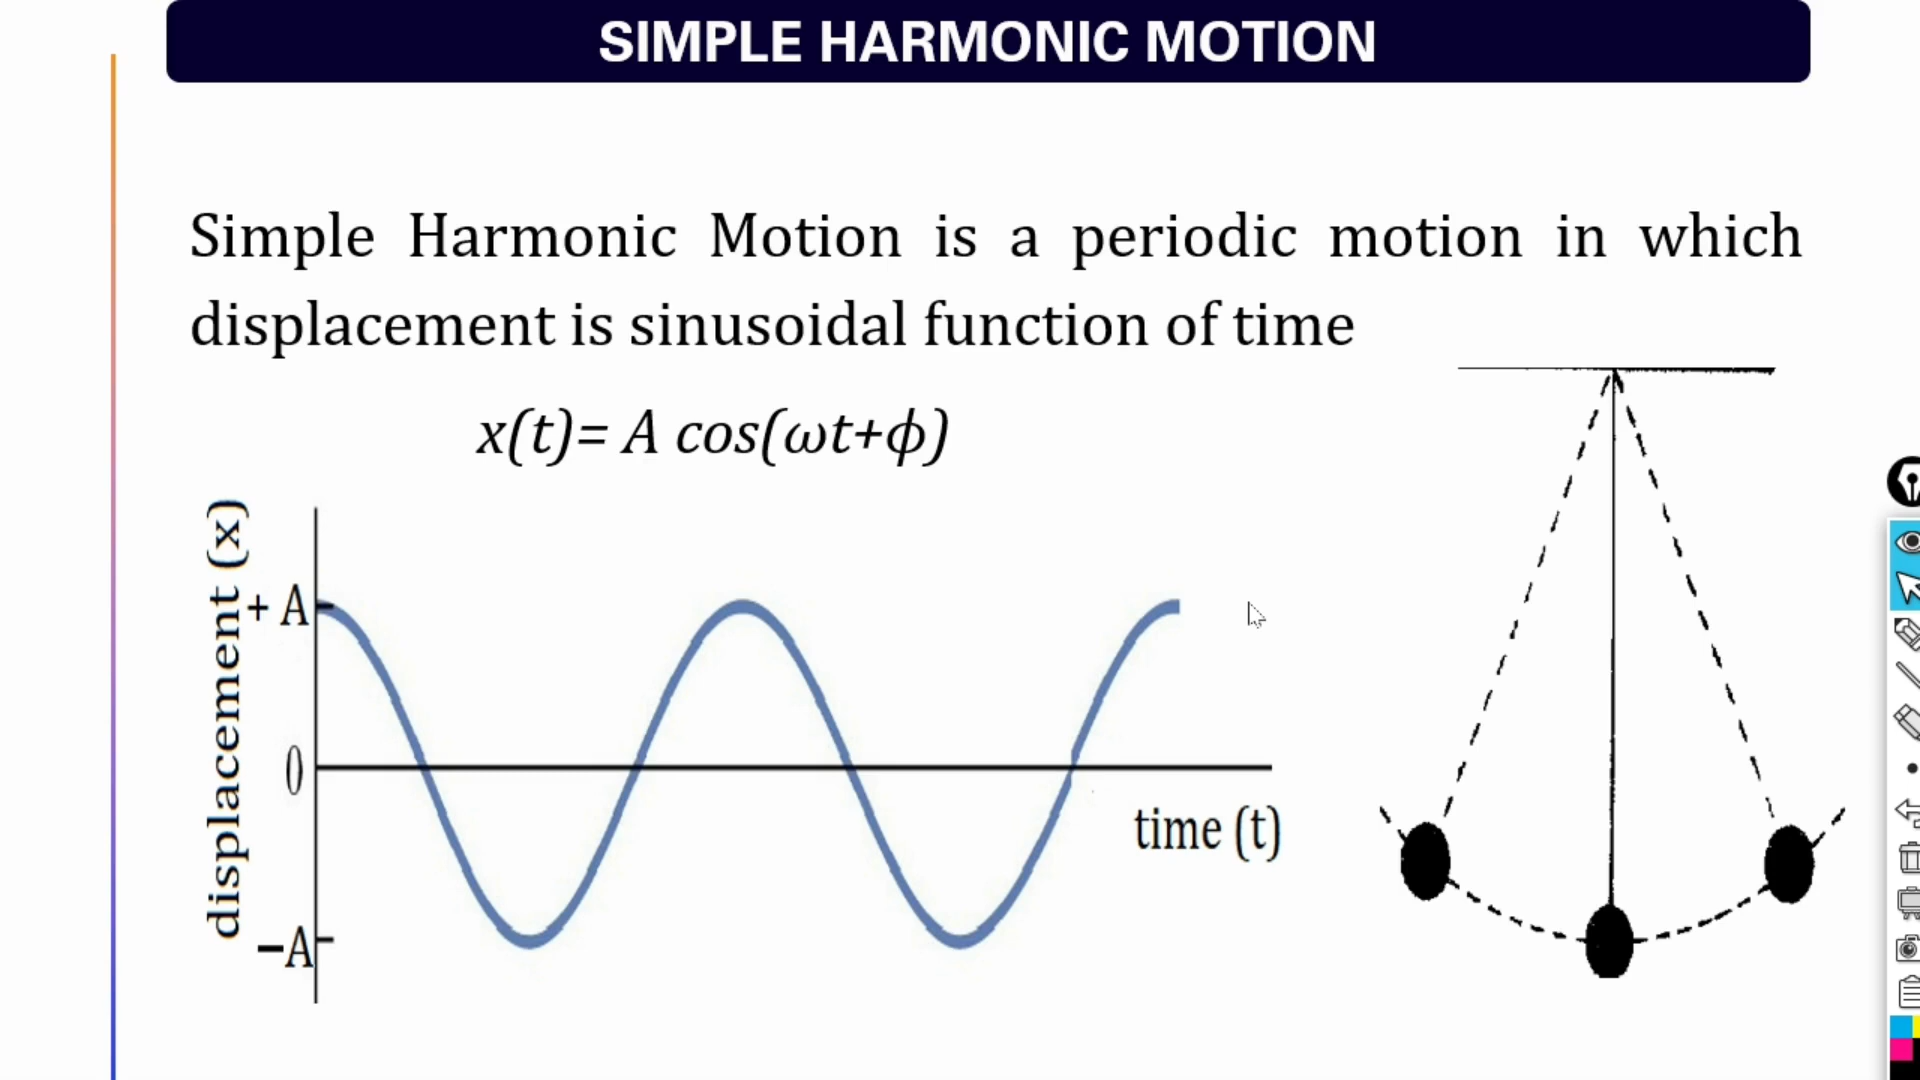 SIMPLE HARMONIC MOTION
Simple Harmonic Motion is a periodic motion in which
displacement is sinusoidal function of time
x(t)= A cos(ωt+ϕ)
displacement (x)
+ A
0
−A
time (t)